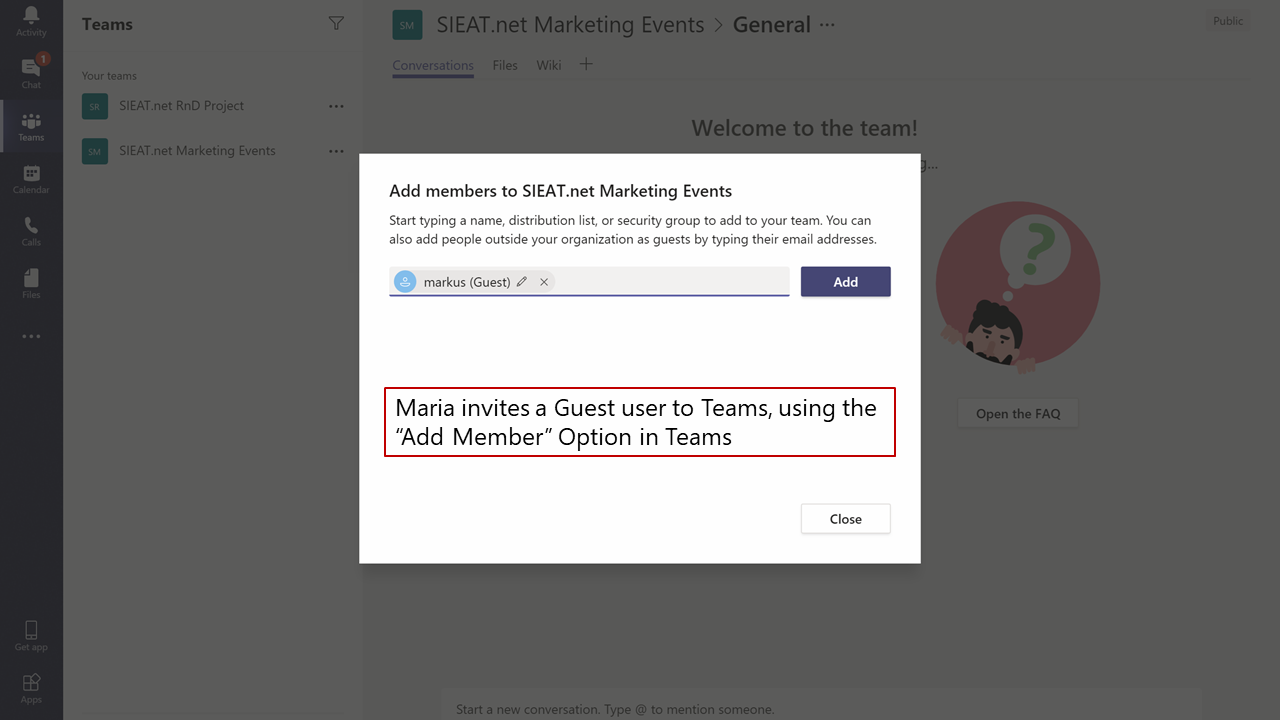 Activity
Chat
1
Teams
Calendar
Calls
Files
Get app
Apps
Teams
Your teams
SR SIEAT.net RnD Project
SM SIEAT.net Marketing Events
SM SIEAT.net Marketing Events > General
Public
Conversations Files Wiki
Welcome to the team!
g...
Add members to SIEAT.net Marketing Events
Start typing a name, distribution list, or security group to add to your team. You can
also add people outside your organization as guests by typing their email addresses.
markus (Guest)
Add
Maria invites a Guest user to Teams, using the
“Add Member” Option in Teams
Close
?
Open the FAQ
Start a new conversation. Type @ to mention someone.